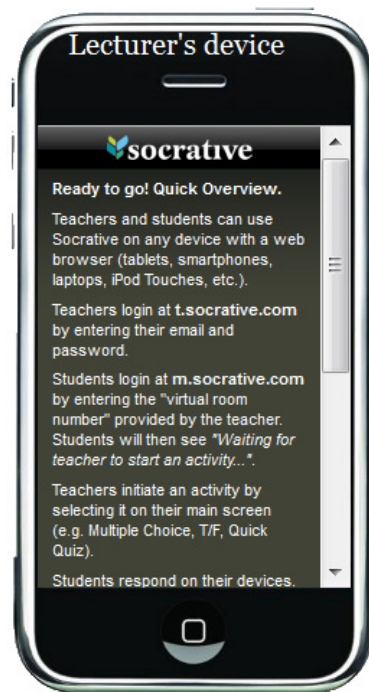 Lecturer's device
socrative
Ready to go! Quick Overview.
Teachers and students can use
Socrative on any device with a web
browser (tablets, smartphones,
laptops, iPod Touches, etc.).
Teachers login at t.socrative.com
by entering their email and
password.
Students login at m.socrative.com
by entering the "virtual room
number" provided by the teacher.
Students will then see "Waiting for
teacher to start an activity...".
Teachers initiate an activity by
selecting it on their main screen
(e.g. Multiple Choice, T/F, Quick
Quiz).
Students respond on their devices.